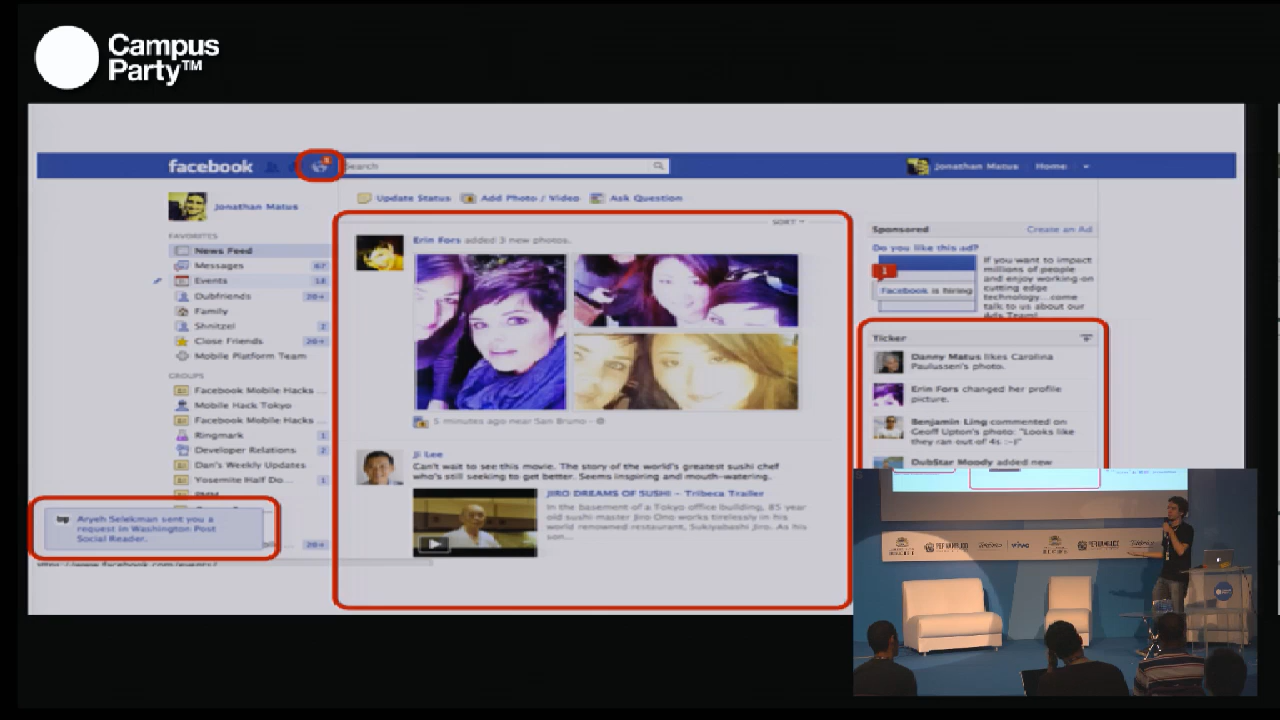 Campus
Party™
facebook
Search
Jonathan Matus
Home
Jonathan Matus
FAVORITES
News Feed
Messages 67
Events 18
Dubfriends 20+
Family
Shnitzel 2
Close Friends 20+
Mobile Platform Team
GROUPS
Facebook Mobile Hacks ...
Mobile Hack Tokyo
Facebook Mobile Hacks ...
Ringmark 1
Developer Relations 2
Dan's Weekly Updates
Yosemite Half Do... 1
20+
Aryeh Selekman sent you a
request in Washington Post
Social Reader.
http://www.facebook.com/events/
Update Status Add Photo / Video Ask Question
SORT
Erin Fors added 3 new photos.
5 minutes ago near San Bruno
Ji Lee
Can't wait to see this movie. The story of the world's greatest sushi chef
who's still seeking to get better. Seems inspiring and mouth-watering.
JIRO DREAMS OF SUSHI - Tribeca Trailer
In the basement of a Tokyo office building, 85 year
old sushi master Jiro Ono works tirelessly in his
world renowned restaurant, Sukiyabashi Jiro. As his
son...
Sponsored Create an Ad
Do you like this ad?
1
Facebook is hiring
If you want to impact
millions of people
and enjoy working on
cutting edge
technology...come
talk to us about our
Ads Team!
Ticker
Danny Matus likes Carolina
Paulussen's photo.
Erin Fors changed her profile
picture.
Benjamin Ling commented on
Geoff Upton's photo: "Looks like
they ran out of 4s :-)"
DubStar Moody added new
vivo